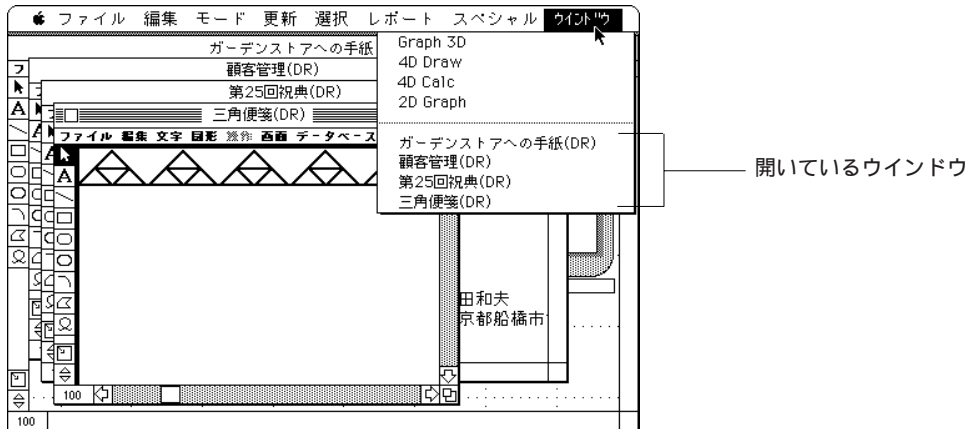 ファイル 編集 モード 更新 選択 レポート スペシャル ウインドウ
ガーデンストアへの手紙
顧客管理(DR)
第25回祝典(DR)
三角便箋(DR)
ファイル 編集 文字 図形 操作 画面 データベース
Graph 3D
4D Draw
4D Calc
2D Graph
ガーデンストアへの手紙(DR)
顧客管理(DR)
第25回祝典(DR)
三角便箋(DR)
開いているウインドウ
フ
A
A
田和夫
京都船橋市
100
100